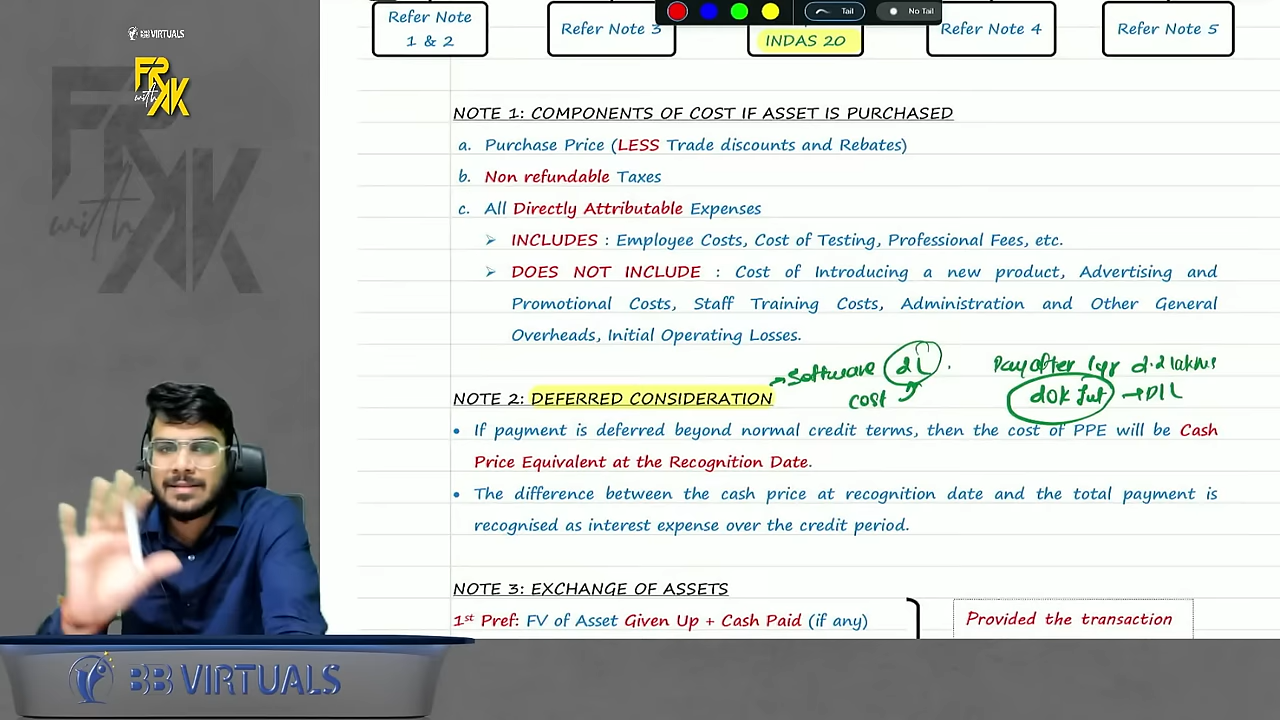 Refer Note
1 & 2
Refer Note 3
INDAS 20
Refer Note 4
Refer Note 5
Tail
No Tail
BB VIRTUALS
FR
with
AK
FR
with
AK
NOTE 1: COMPONENTS OF COST IF ASSET IS PURCHASED
a. Purchase Price (LESS Trade discounts and Rebates)
b. Non refundable Taxes
c. All Directly Attributable Expenses
➢ INCLUDES : Employee Costs, Cost of Testing, Professional Fees, etc.
➢ DOES NOT INCLUDE : Cost of Introducing a new product, Advertising and
Promotional Costs, Staff Training Costs, Administration and Other General
Overheads, Initial Operating Losses.
→ Software 2L
cost
Pay after 1yr 2.2 lakhs
20k Int → P/L
NOTE 2: DEFERRED CONSIDERATION
• If payment is deferred beyond normal credit terms, then the cost of PPE will be Cash
Price Equivalent at the Recognition Date.
• The difference between the cash price at recognition date and the total payment is
recognised as interest expense over the credit period.
NOTE 3: EXCHANGE OF ASSETS
1st Pref: FV of Asset Given Up + Cash Paid (if any)
Provided the transaction
BB VIRTUALS